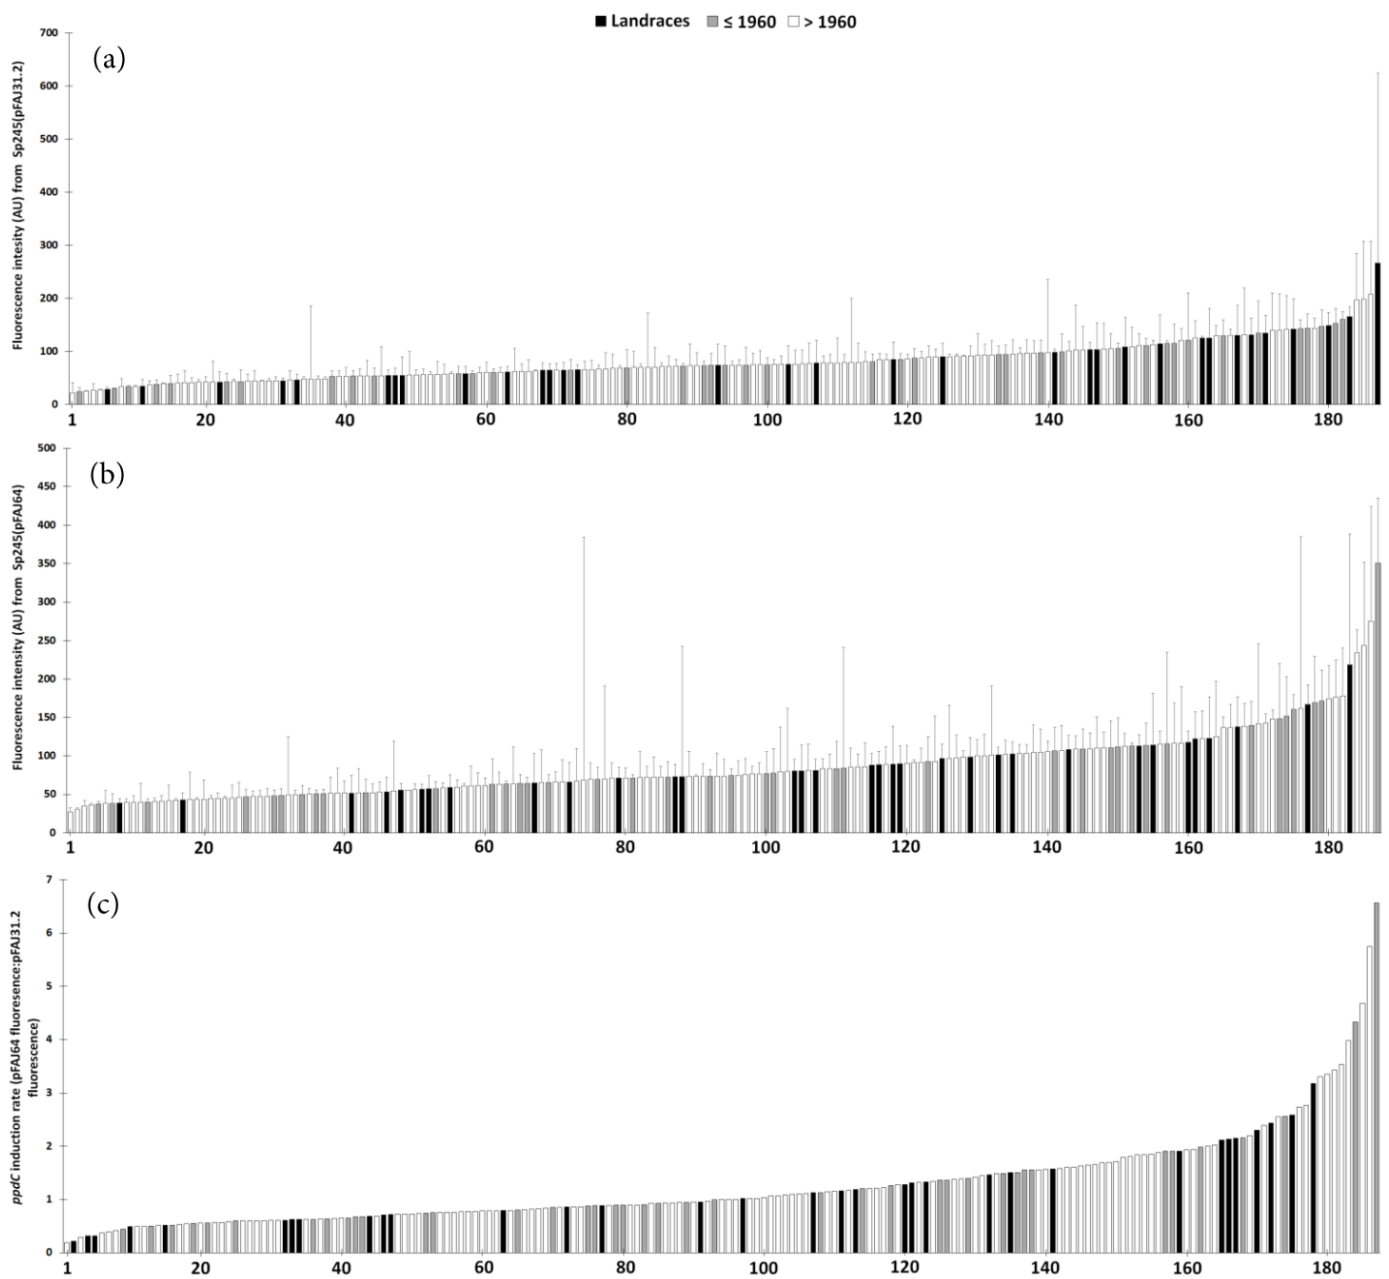 Landraces ≤ 1960 > 1960
(a)
Fluorescence intesity (AU) from Sp245(pFAJ31.2)
700
600
500
400
300
200
100
0
1 20 40 60 80 100 120 140 160 180
(b)
Fluorescence intensity (AU) from Sp245(pFAJ64)
500
450
400
350
300
250
200
150
100
50
0
1 20 40 60 80 100 120 140 160 180
(c)
ppdC induction rate (pFAJ64 fluoresence:pFAJ31.2
fluorescence)
7
6
5
4
3
2
1
0
1 20 40 60 80 100 120 140 160 180